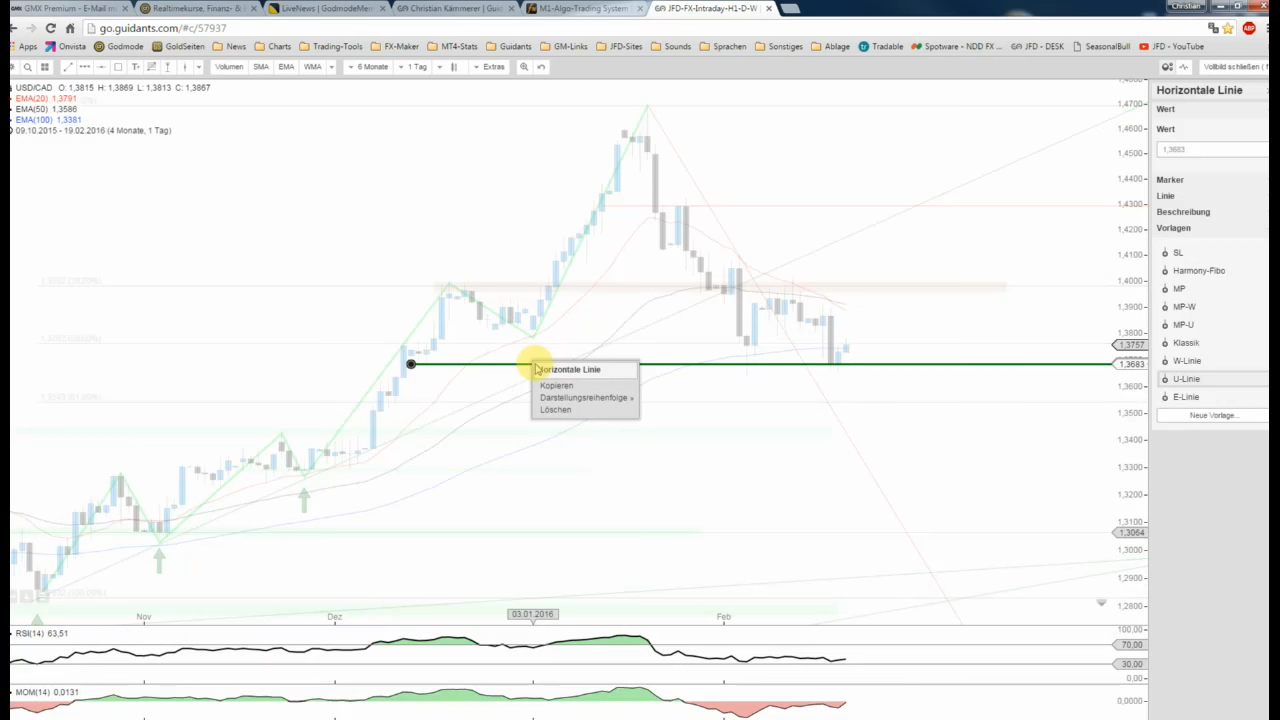 GMX Premium - E-Mail m
Realtimekurse, Finanz- &
LiveNews | GodmodeMem
Christian Kämmerer | Gui
M1-Algo-Trading System
JFD-FX-Intraday-H1-D-W |
Christian
go.guidants.com/#c/57937
Apps
Onvista
Godmode
GoldSeiten
News
Charts
Trading-Tools
FX-Maker
MT4-Stats
Guidants
GM-Links
JFD-Sites
Sounds
Sprachen
Sonstiges
Ablage
Tradable
Spotware - NDD FX ...
JFD - DESK
SeasonalBull
JFD - YouTube
Volumen
SMA
EMA
WMA
6 Monate
1 Tag
Extras
Vollbild schließen (
USD/CAD O: 1,3815 H: 1,3869 L: 1,3813 C: 1,3867
EMA(20) 1,3791
EMA(50) 1,3586
EMA(100) 1,3381
09.10.2015 - 19.02.2016 (4 Monate, 1 Tag)
1,4700
1,4600
1,4500
1,4400
1,4300
1,4200
1,4100
1,4000
1,3900
1,3800
1,3757
1,3683
1,3600
1,3500
1,3400
1,3300
1,3200
1,3100
1,3064
1,3000
1,2900
1,2800
Horizontale Linie
Kopieren
Darstellungsreihenfolge »
Löschen
Nov
Dez
03.01.2016
Feb
RSI(14) 63,51
100,00
70,00
30,00
0,00
MOM(14) 0,0131
0,0000
Horizontale Linie
Wert
Wert
1,3683
Marker
Linie
Beschreibung
Vorlagen
SL
Harmony-Fibo
MP
MP-W
MP-U
Klassik
W-Linie
U-Linie
E-Linie
Neue Vorlage...